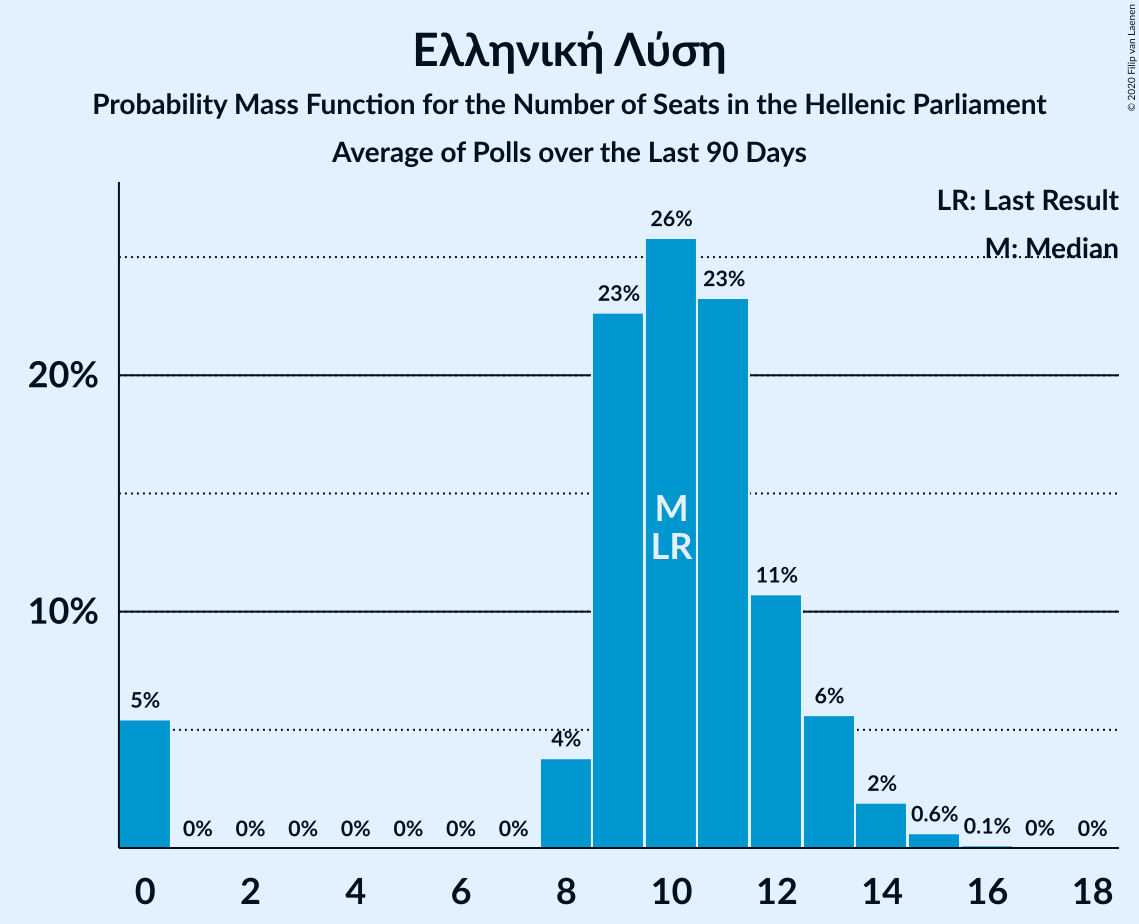 Ελληνική Λύση
Probability Mass Function for the Number of Seats in the Hellenic Parliament
Average of Polls over the Last 90 Days
© 2020 Filip van Laenen
LR: Last Result
M: Median
26%
23%
23%
20%
M
LR
11%
10%
5%
6%
4%
2%
0.6%
0.1%
0% 0% 0% 0% 0% 0% 0% 0% 0%
0 2 4 6 8 10 12 14 16 18